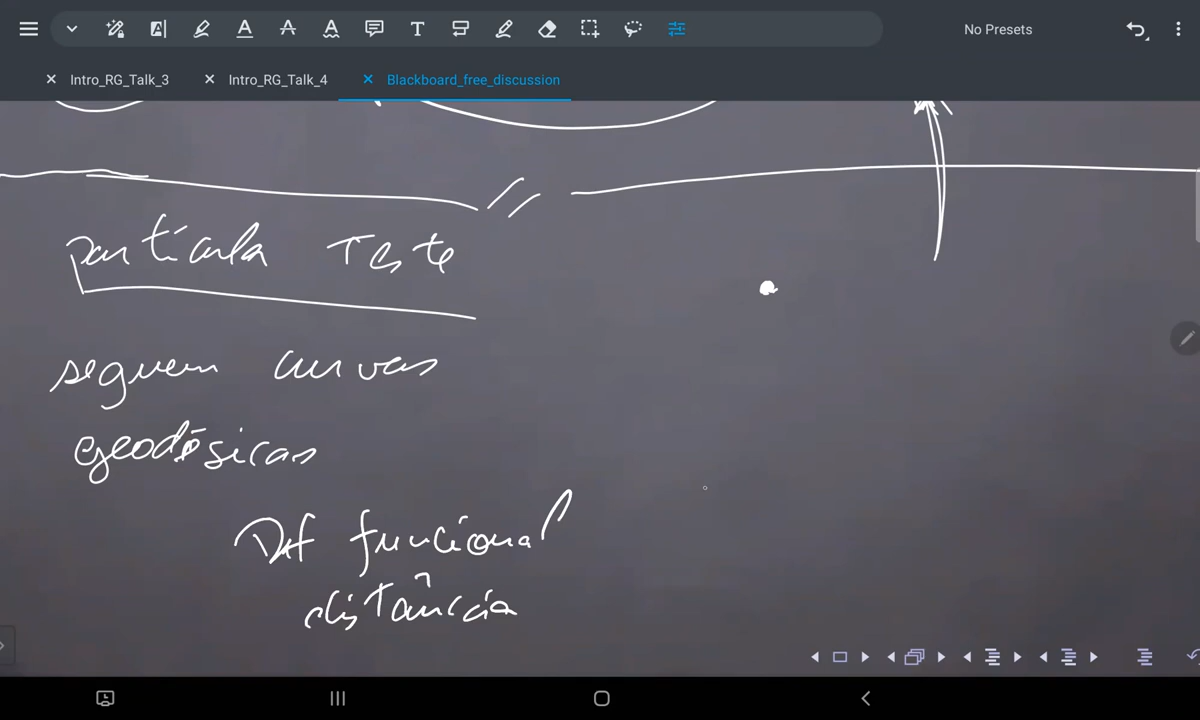 No Presets
Intro_RG_Talk_3
Intro_RG_Talk_4
Blackboard_free_discussion
partícula Teste
seguem curvas
geodésicas
Def funcional
distância